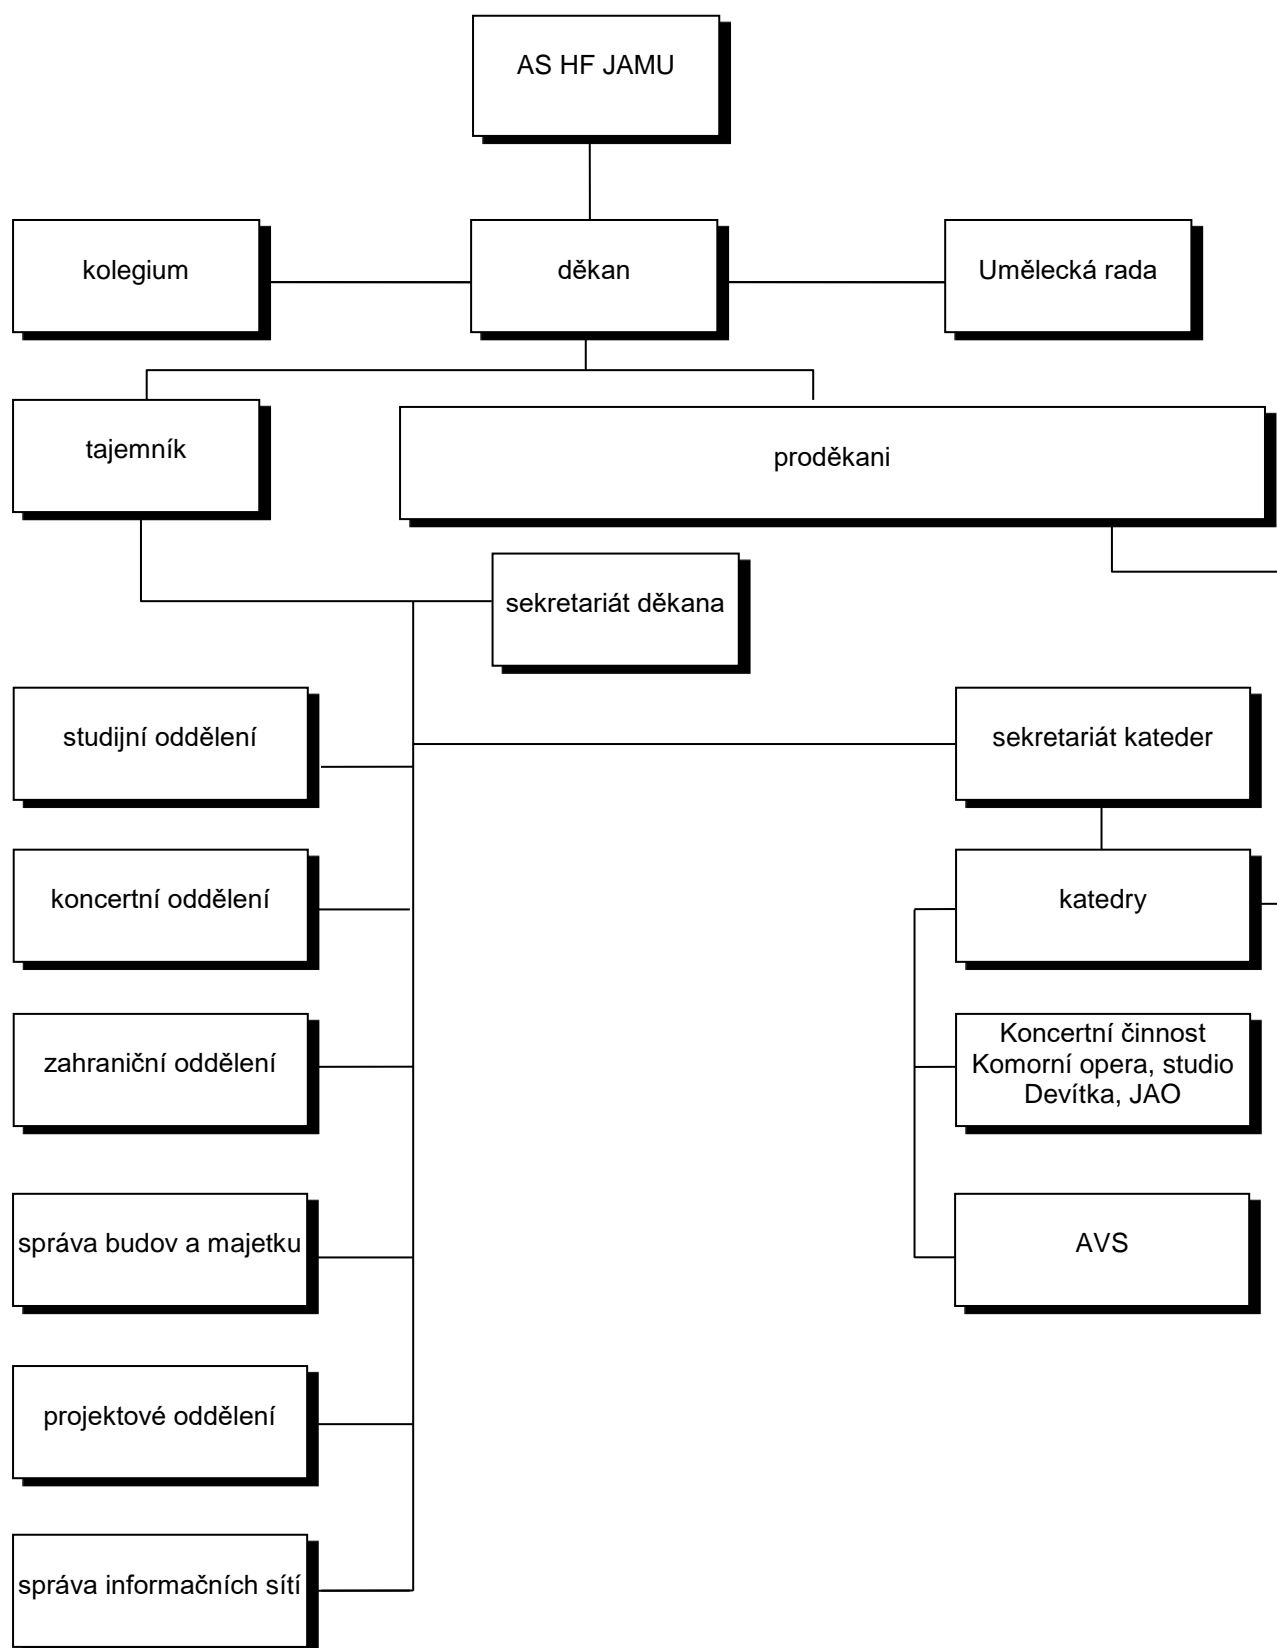 AS HF JAMU
kolegium
děkan
Umělecká rada
tajemník
proděkani
sekretariát děkana
studijní oddělení
sekretariát kateder
koncertní oddělení
katedry
zahraniční oddělení
Koncertní činnost
Komorní opera, studio
Devítka, JAO
správa budov a majetku
AVS
projektové oddělení
správa informačních sítí